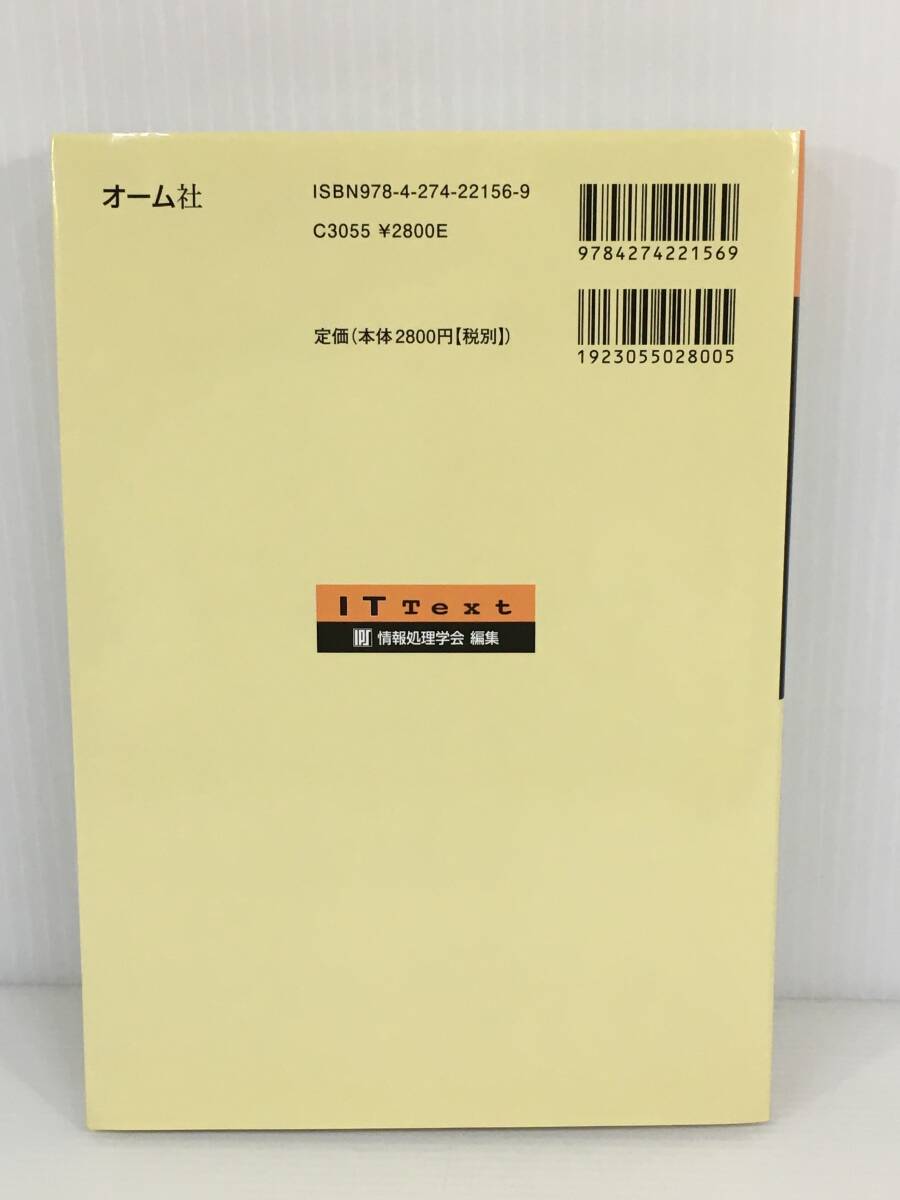 オーム社
ISBN978-4-274-22156-9
C3055 ¥2800E
9784274221569
定価(本体2800円【税別】)
1923055028005
IT Text
IPS 情報処理学会 編集